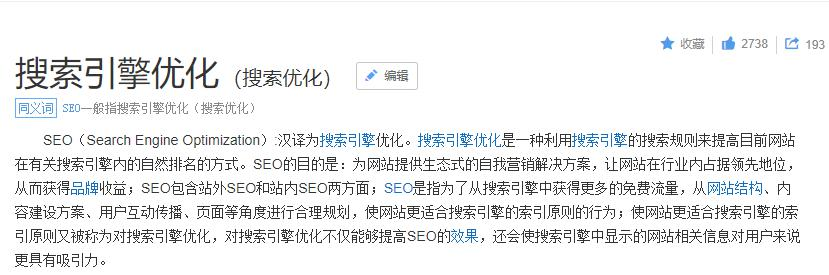 收藏 2738 193
搜索引擎优化 (搜索优化) 编辑
同义词 SEO一般指搜索引擎优化（搜索优化）
SEO（Search Engine Optimization）:汉译为搜索引擎优化。搜索引擎优化是一种利用搜索引擎的搜索规则来提高目前网站
在有关搜索引擎内的自然排名的方式。SEO的目的是：为网站提供生态式的自我营销解决方案，让网站在行业内占据领先地位，
从而获得品牌收益；SEO包含站外SEO和站内SEO两方面；SEO是指为了从搜索引擎中获得更多的免费流量，从网站结构、内
容建设方案、用户互动传播、页面等角度进行合理规划，使网站更适合搜索引擎的索引原则的行为；使网站更适合搜索引擎的索
引原则又被称为对搜索引擎优化，对搜索引擎优化不仅能够提高SEO的效果，还会使搜索引擎中显示的网站相关信息对用户来说
更具有吸引力。